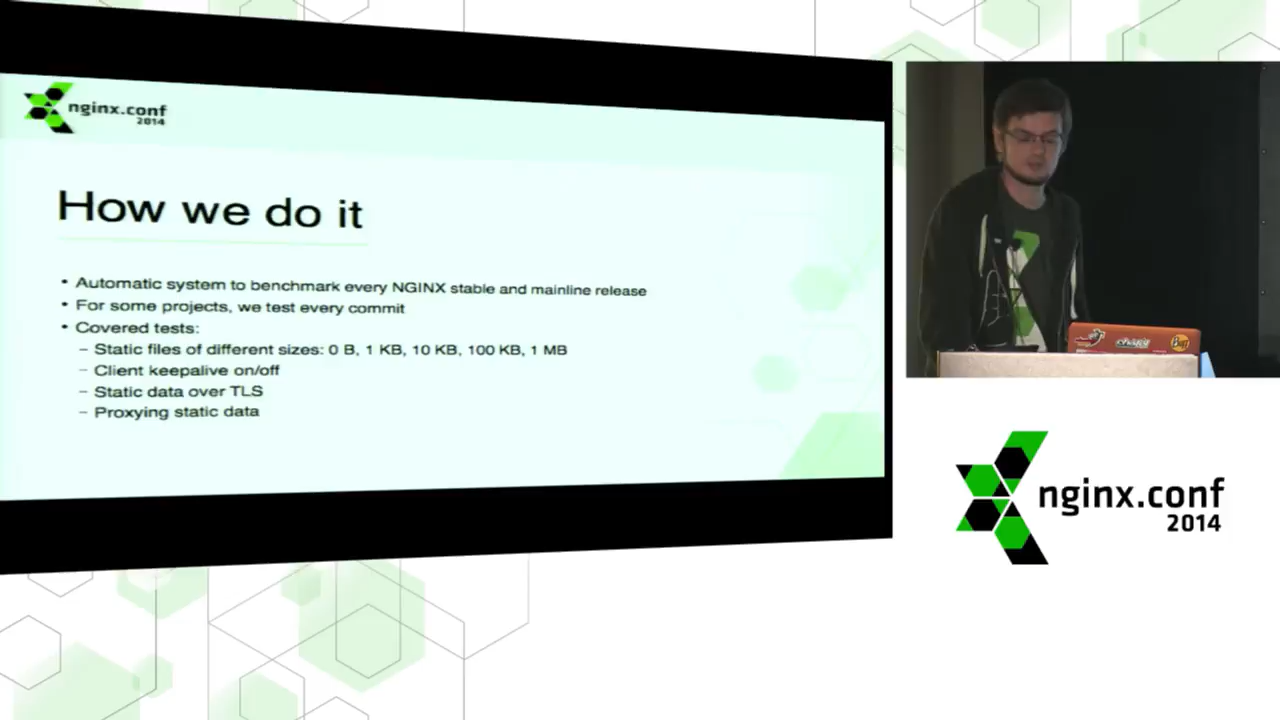 nginx.conf
2014
How we do it
• Automatic system to benchmark every NGINX stable and mainline release
• For some projects, we test every commit
• Covered tests:
– Static files of different sizes: 0 B, 1 KB, 10 KB, 100 KB, 1 MB
– Client keepalive on/off
– Static data over TLS
– Proxying static data
nginx.conf
2014